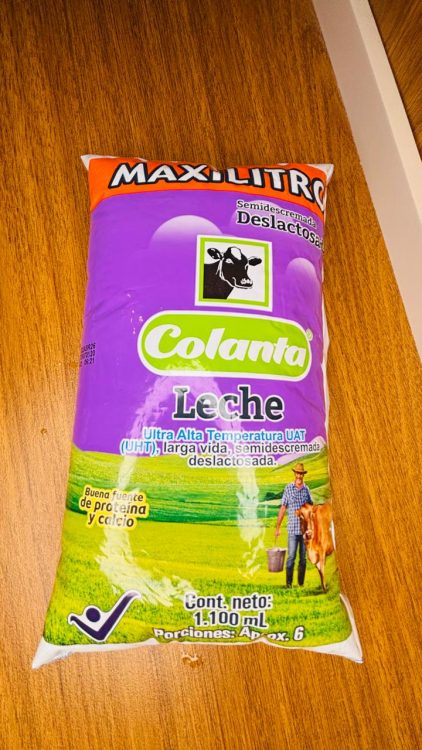 MAXILITRO
Semidescremada
Deslactosada
Colanta®
Leche
Ultra Alta Temperatura UAT
(UHT), larga vida, semidescremada
deslactosada.
Buena fuente
de proteína
y calcio
Cont. neto:
1.100 mL
Porciones: Aprox. 6